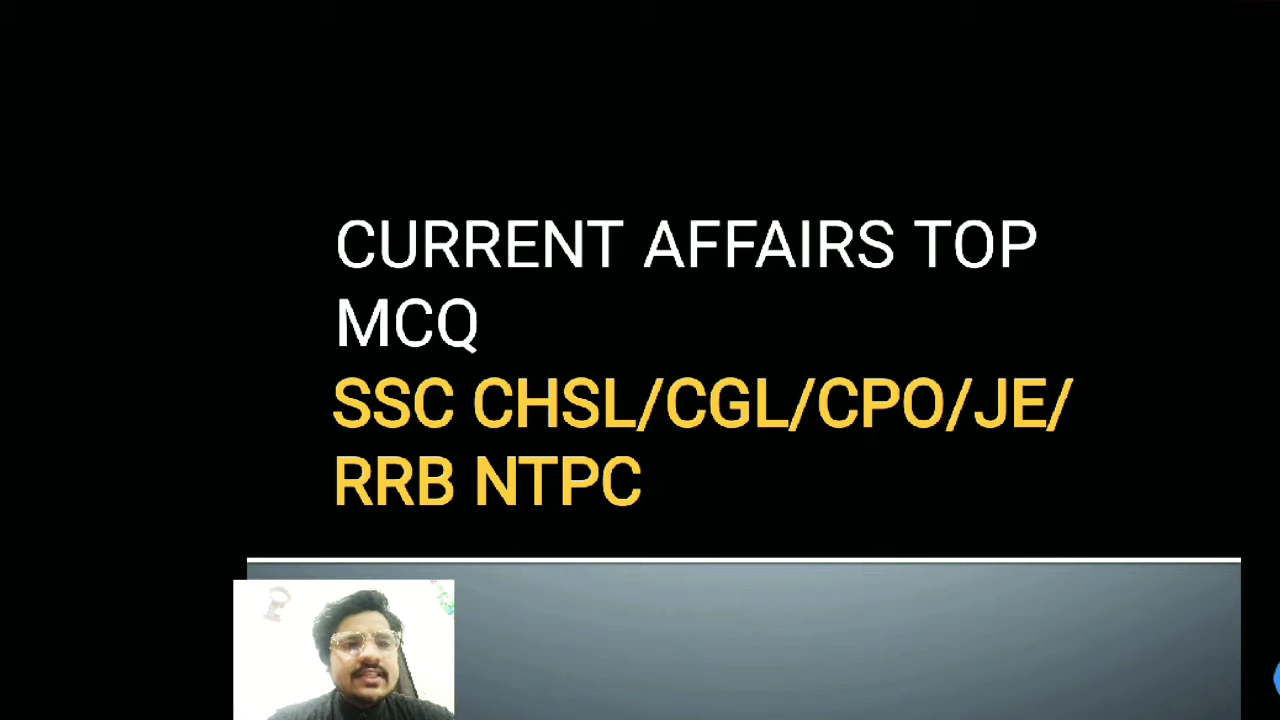 CURRENT AFFAIRS TOP
MCQ
SSC CHSL/CGL/CPO/JE/
RRB NTPC